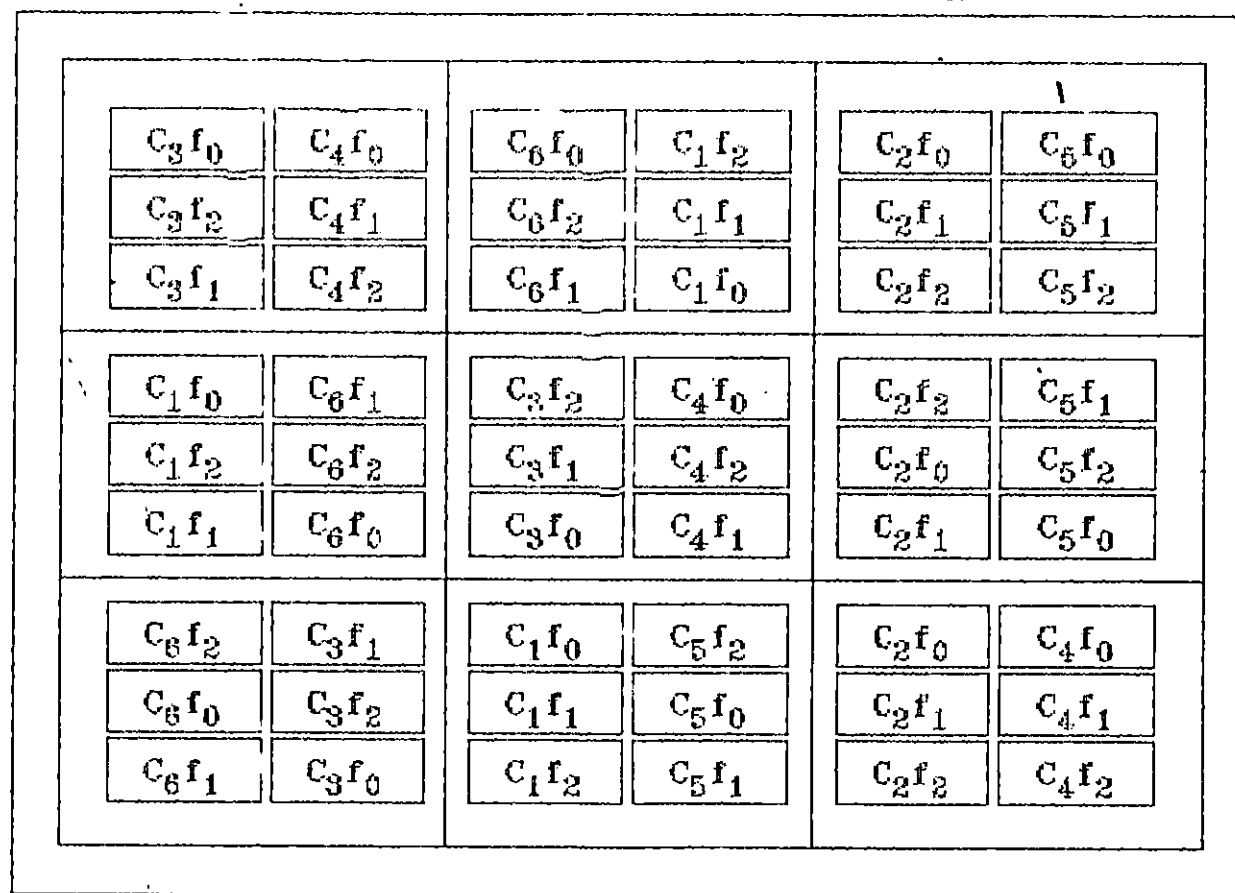 C₃f₀ C₄f₀ C₆f₀ C₁f₂ C₂f₀ C₅f₀
C₃f₂ C₄f₁ C₆f₂ C₁f₁ C₂f₁ C₅f₁
C₃f₁ C₄f₂ C₆f₁ C₁f₀ C₂f₂ C₅f₂
C₁f₀ C₆f₁ C₃f₂ C₄f₀ C₂f₂ C₅f₁
C₁f₂ C₆f₂ C₃f₁ C₄f₂ C₂f₀ C₅f₂
C₁f₁ C₆f₀ C₃f₀ C₄f₁ C₂f₁ C₅f₀
C₆f₂ C₃f₁ C₁f₀ C₅f₂ C₂f₀ C₄f₀
C₆f₀ C₃f₂ C₁f₁ C₅f₀ C₂f₁ C₄f₁
C₆f₁ C₃f₀ C₁f₂ C₅f₁ C₂f₂ C₄f₂